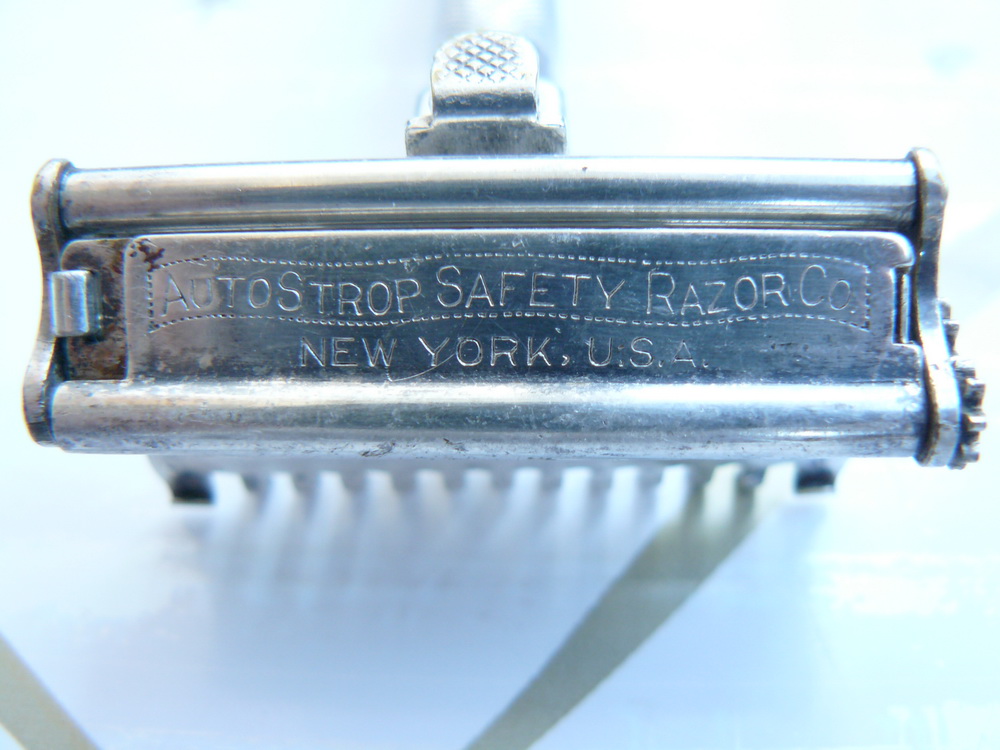 AUTOSTROP SAFETY RAZOR CO.
NEW YORK, U.S.A.